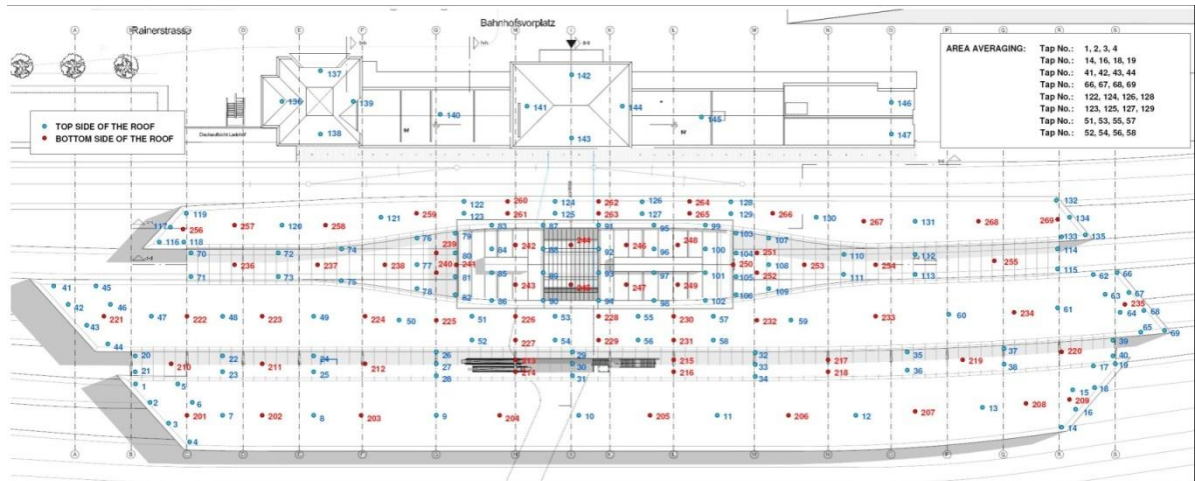 Rainerstrasse
Bahnhofsvorplatz
A B C D E F G H I K L M N O P Q R S
AREA AVERAGING: Tap No.: 1, 2, 3, 4
Tap No.: 14, 16, 18, 19
Tap No.: 41, 42, 43, 44
Tap No.: 66, 67, 68, 69
Tap No.: 122, 124, 126, 128
Tap No.: 123, 125, 127, 129
Tap No.: 51, 53, 55, 57
Tap No.: 52, 54, 56, 58
TOP SIDE OF THE ROOF
BOTTOM SIDE OF THE ROOF
137
142
136 139 141 144 146
140 145
138 143 147
122 260 124 262 126 264 128 132
119 259 123 261 125 263 127 265 129 266 130 267 131 268 269 134
117 256 257 120 258 121
116 118
83 87 91 95 99 103 107
133 135
76 79 239 84 242 88 244 92 246 96 248 100 104 251
70 72 74 80 110 112 114
236 237 238 77 240 241 250 108 253 254 255
71 73 75 81 85 89 93 97 101 105 252 111 113 115
78 82 243 245 247 249 106 109
86 90 94 98 102
41 45 62 66
42 46 63 67 235
221 47 222 48 223 49 224 50 225 51 226 53 228 55 230 57 232 59 233 60 234 61 64 68
43 65 69
44 52 227 54 229 56 231 58 39
20 22 24 26 29 32 35 37 220 40
210 211 212 27 213 30 215 33 217 219 38 17
21 23 25 28 214 31 216 34 218 36
1 5 15 18
2 6 13 208 209 16
201 7 202 8 203 9 204 10 205 11 206 12 207
3 14
4
A B C D E F G H I K L M N O P Q R S